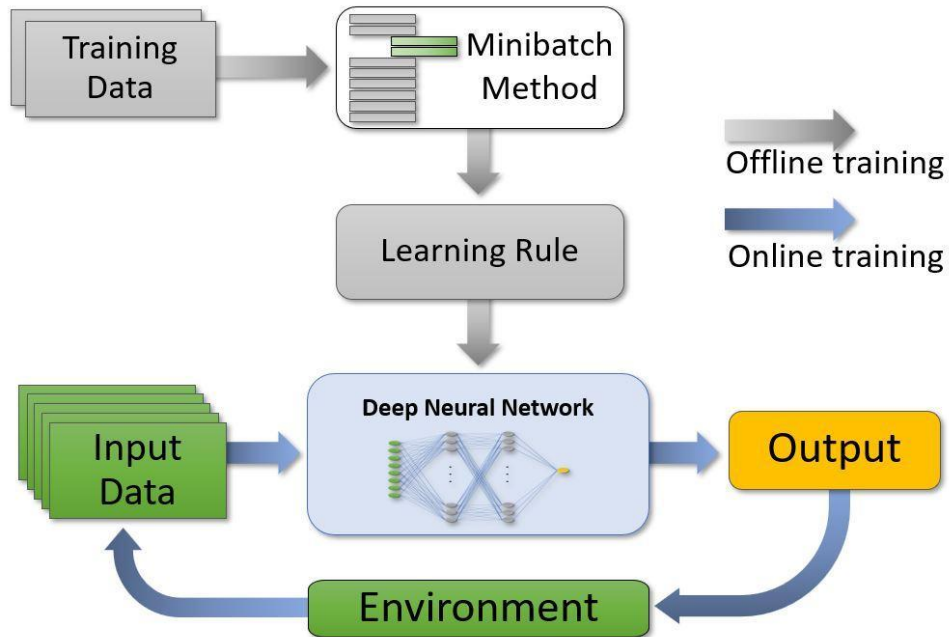 Training
Data
Minibatch
Method
Offline training
Learning Rule
Online training
Deep Neural Network
Input
Data
Output
Environment